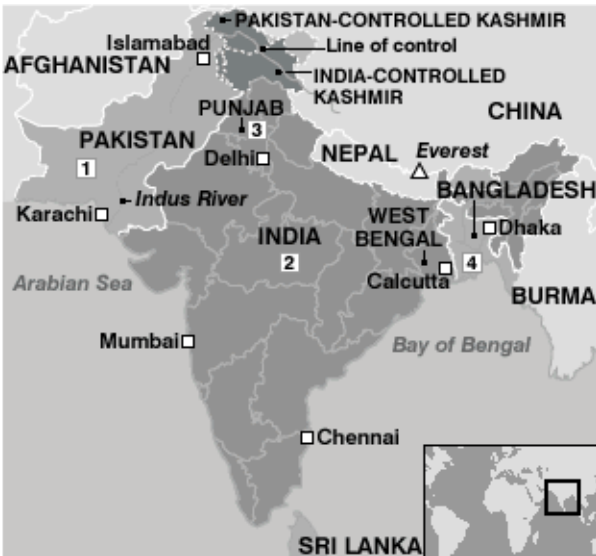 PAKISTAN-CONTROLLED KASHMIR
Islamabad
Line of control
AFGHANISTAN
INDIA-CONTROLLED
KASHMIR
PUNJAB
3
CHINA
PAKISTAN
1
Delhi
NEPAL
Everest
Indus River
BANGLADESH
Karachi
WEST
BENGAL
Dhaka
INDIA
2
4
Calcutta
Arabian Sea
BURMA
Mumbai
Bay of Bengal
Chennai
SRI LANKA